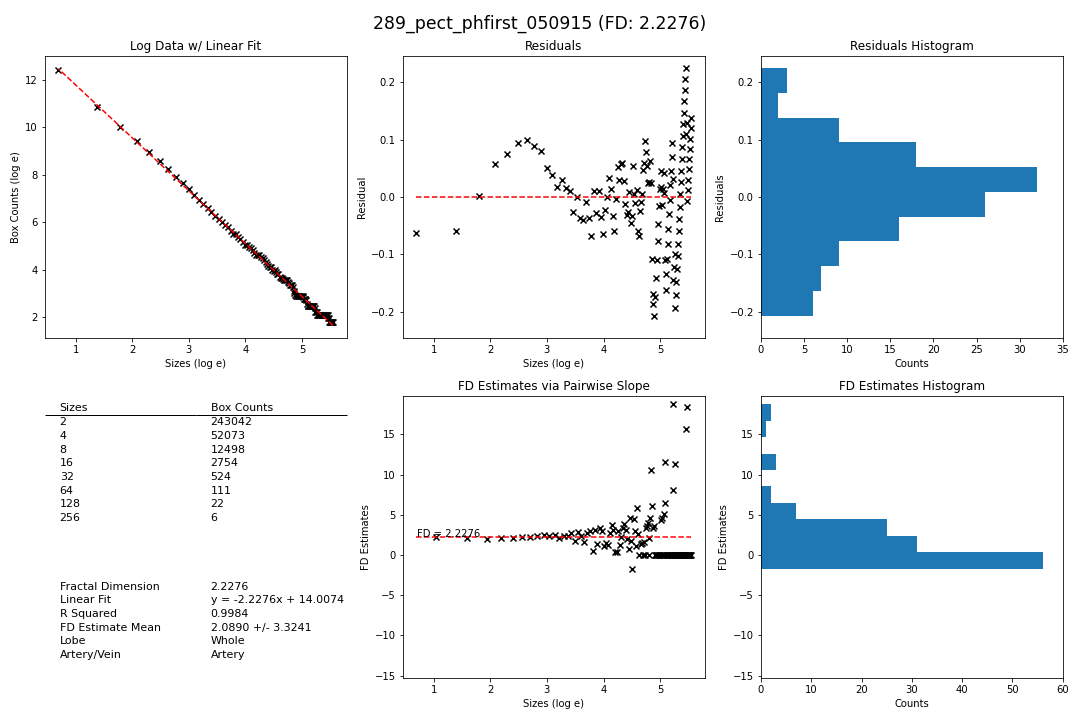 289_pect_phfirst_050915 (FD: 2.2276)
Log Data w/ Linear Fit
Box Counts (log e)
12
10
8
6
4
2
1 2 3 4 5
Sizes (log e)
Residuals
Residual
0.2
0.1
0.0
−0.1
−0.2
1 2 3 4 5
Sizes (log e)
Residuals Histogram
Residuals
0.2
0.1
0.0
−0.1
−0.2
0 5 10 15 20 25 30 35
Counts
Sizes Box Counts
2 243042
4 52073
8 12498
16 2754
32 524
64 111
128 22
256 6
Fractal Dimension 2.2276
Linear Fit y = -2.2276x + 14.0074
R Squared 0.9984
FD Estimate Mean 2.0890 +/- 3.3241
Lobe Whole
Artery/Vein Artery
FD Estimates via Pairwise Slope
FD Estimates
15
10
5
0
−5
−10
−15
FD = 2.2276
1 2 3 4 5
Sizes (log e)
FD Estimates Histogram
FD Estimates
15
10
5
0
−5
−10
−15
0 10 20 30 40 50 60
Counts